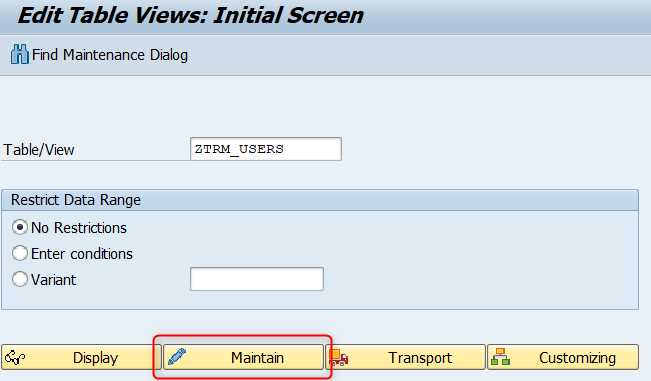 Edit Table Views: Initial Screen
Find Maintenance Dialog
Table/View ZTRM_USERS
Restrict Data Range
No Restrictions
Enter conditions
Variant
Display Maintain Transport Customizing